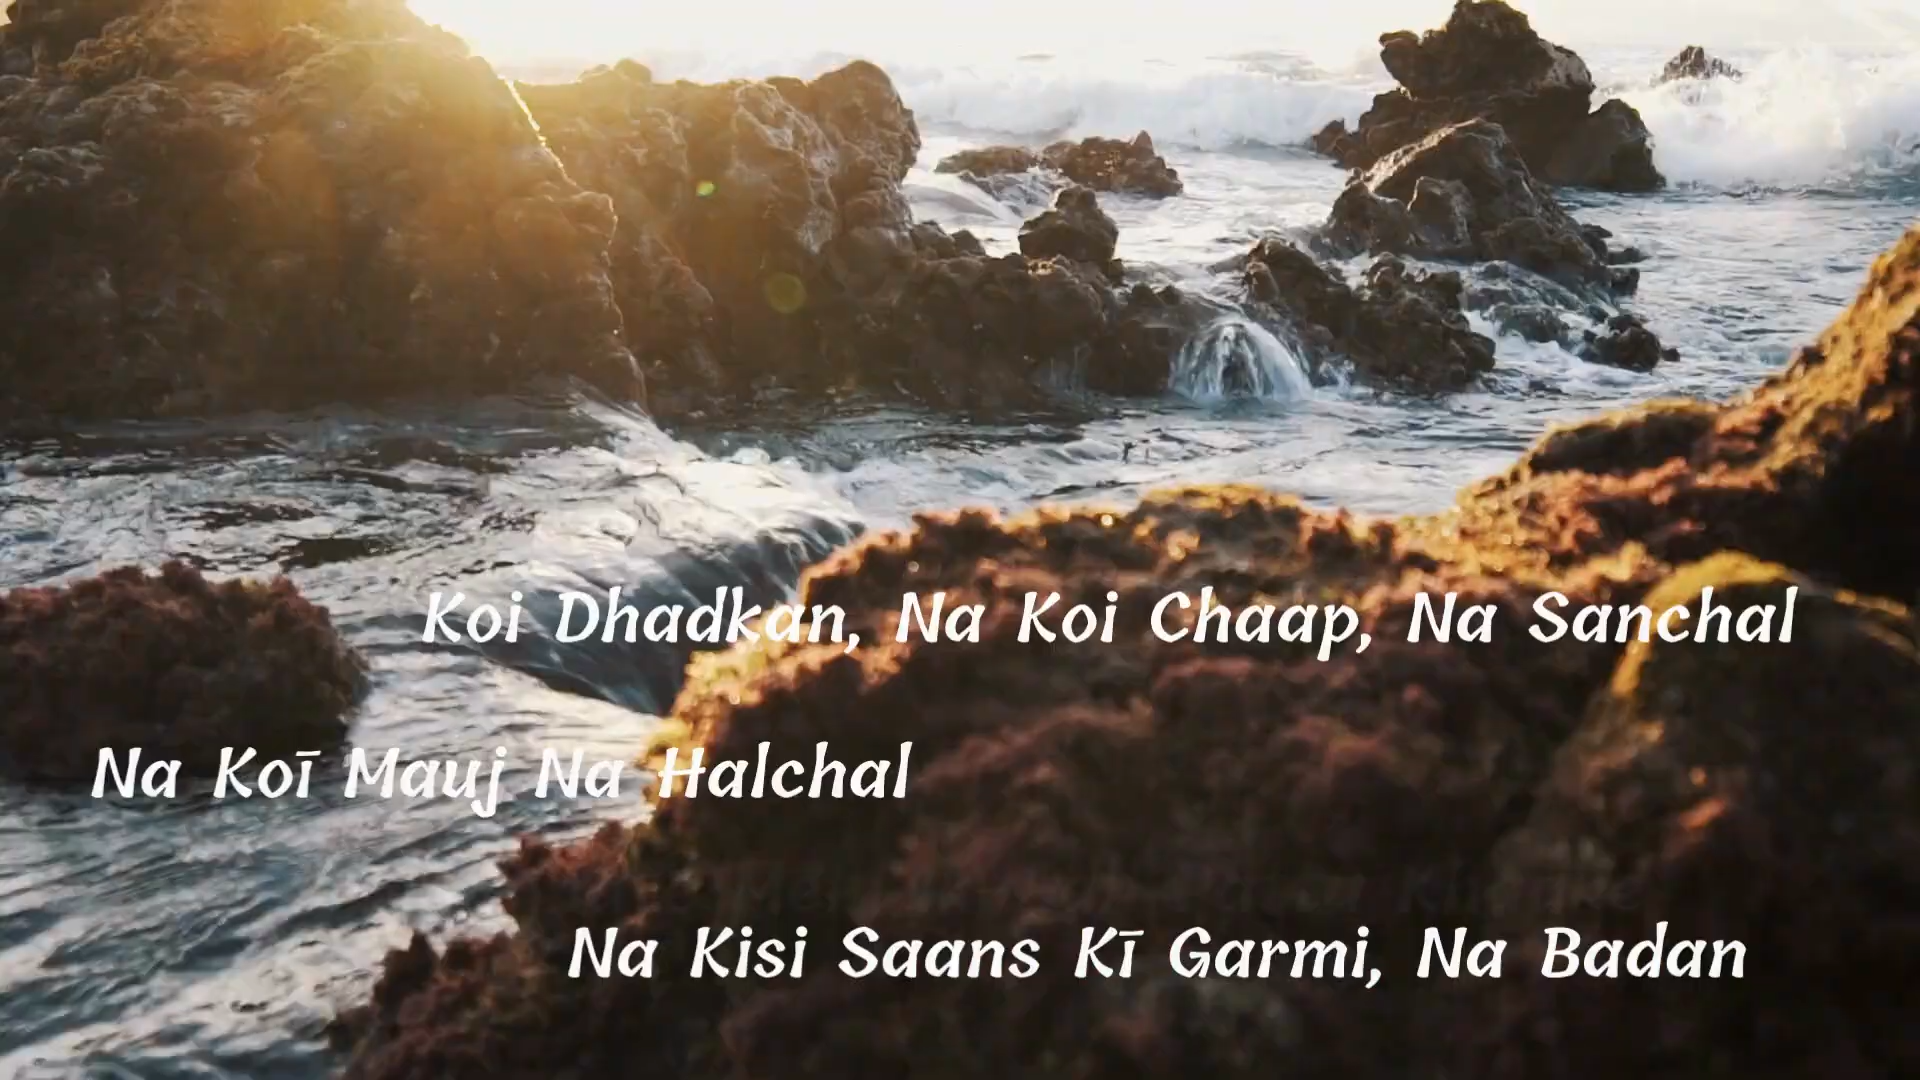 Koi Dhadkan, Na Koi Chaap, Na Sanchal
Na Koī Mauj Na Halchal
Na Kisi Saans Kī Garmi, Na Badan